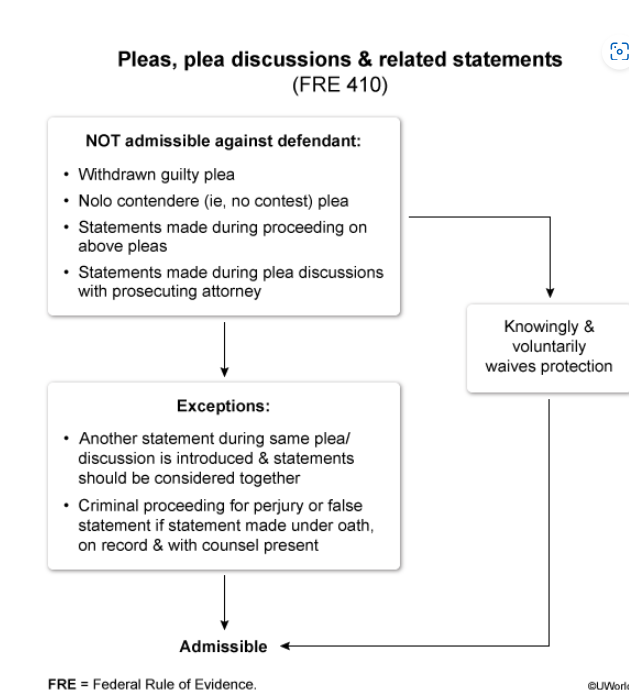 Pleas, plea discussions & related statements
(FRE 410)
NOT admissible against defendant:
• Withdrawn guilty plea
• Nolo contendere (ie, no contest) plea
• Statements made during proceeding on
above pleas
• Statements made during plea discussions
with prosecuting attorney
Knowingly &
voluntarily
waives protection
Exceptions:
• Another statement during same plea/
discussion is introduced & statements
should be considered together
• Criminal proceeding for perjury or false
statement if statement made under oath,
on record & with counsel present
Admissible
FRE = Federal Rule of Evidence.
©UWorld